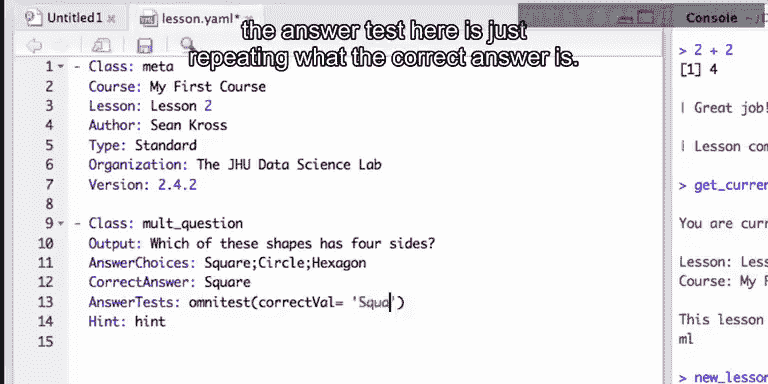 the answer test here is just
repeating what the correct answer is.
Untitled1
lesson.yaml*
1 - Class: meta
2 Course: My First Course
3 Lesson: Lesson 2
4 Author: Sean Kross
5 Type: Standard
6 Organization: The JHU Data Science Lab
7 Version: 2.4.2
8
9 - Class: mult_question
10 Output: Which of these shapes has four sides?
11 AnswerChoices: Square;Circle;Hexagon
12 CorrectAnswer: Square
13 AnswerTests: omnitest(correctVal= 'Squa')
14 Hint: hint
15
Console
> 2 + 2
[1] 4
| Great job!
| Lesson com
> get_curren
You are curr
Lesson: Less
Course: My F
This lesson
ml
> new_lesson